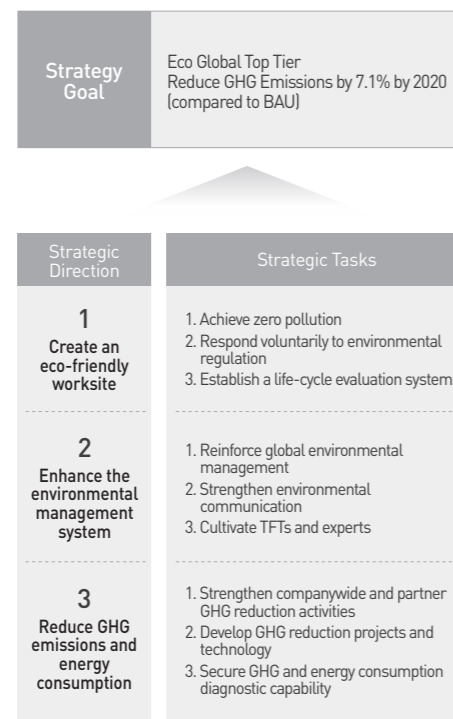 Strategy
Goal
Eco Global Top Tier
Reduce GHG Emissions by 7.1% by 2020
(compared to BAU)
Strategic
Direction
Strategic Tasks
1
Create an
eco-friendly
worksite
1. Achieve zero pollution
2. Respond voluntarily to environmental
regulation
3. Establish a life-cycle evaluation system
2
Enhance the
environmental
management
system
1. Reinforce global environmental
management
2. Strengthen environmental
communication
3. Cultivate TFTs and experts
3
Reduce GHG
emissions and
energy
consumption
1. Strengthen companywide and partner
GHG reduction activities
2. Develop GHG reduction projects and
technology
3. Secure GHG and energy consumption
diagnostic capability